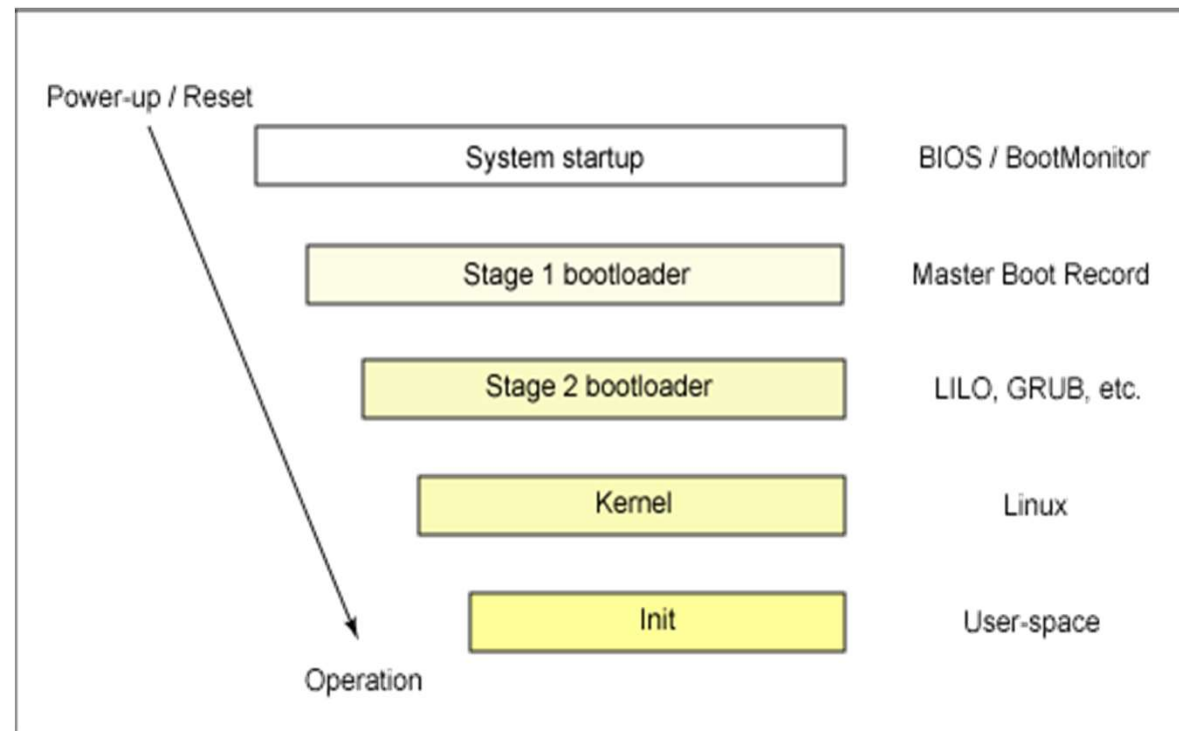 Power-up / Reset
System startup
BIOS / BootMonitor
Stage 1 bootloader
Master Boot Record
Stage 2 bootloader
LILO, GRUB, etc.
Kernel
Linux
Init
User-space
Operation